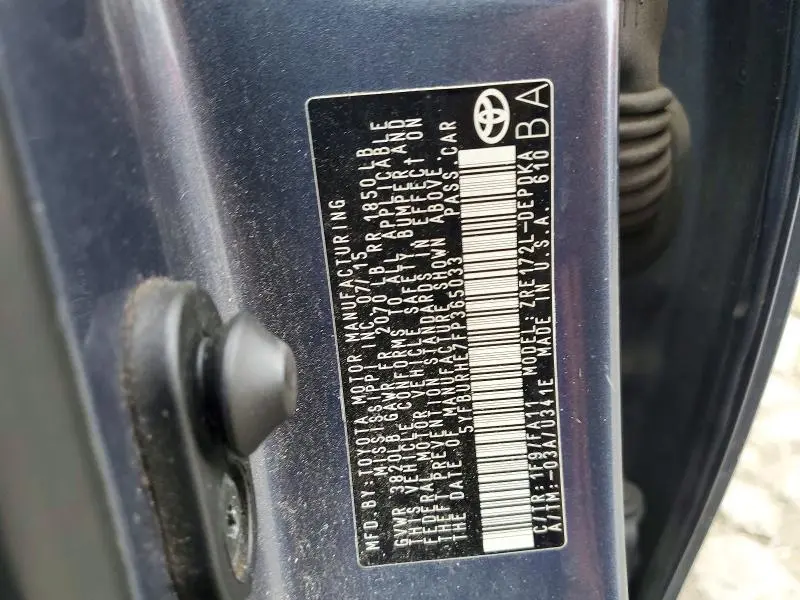 MFD. BY: TOYOTA MOTOR MANUFACTURING
MISSISSIPPI, INC. 07/15
GVWR 3820LB GAWR FR 2070 LB RR 1850 LB
THIS VEHICLE CONFORMS TO ALL APPLICABLE
FEDERAL MOTOR VEHICLE SAFETY, BUMPER, AND
THEFT PREVENTION STANDARDS IN EFFECT ON
THE DATE OF MANUFACTURE SHOWN ABOVE.
5YFBURHE7FP365033 PASS. CAR
C/TR: 1F9/FA11 MODEL: ZRE172L-DEPDKA
A/TM: -03A/U341E MADE IN U.S.A. 610
BA